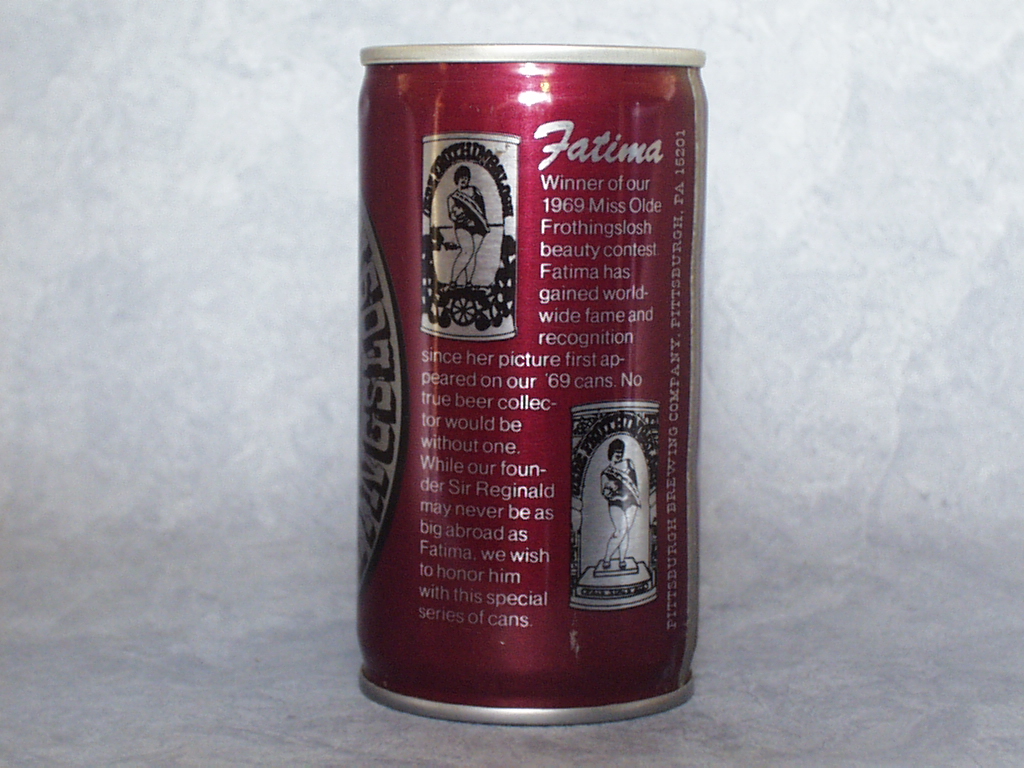 Fatima
Winner of our
1969 Miss Olde
Frothingslosh
beauty contest.
Fatima has
gained world-
wide fame and
recognition
since her picture first ap-
peared on our '69 cans. No
true beer collec-
tor would be
without one.
While our foun-
der Sir Reginald
may never be as
big abroad as
Fatima, we wish
to honor him
with this special
series of cans.
PITTSBURGH BREWING COMPANY, PITTSBURGH, PA 15201